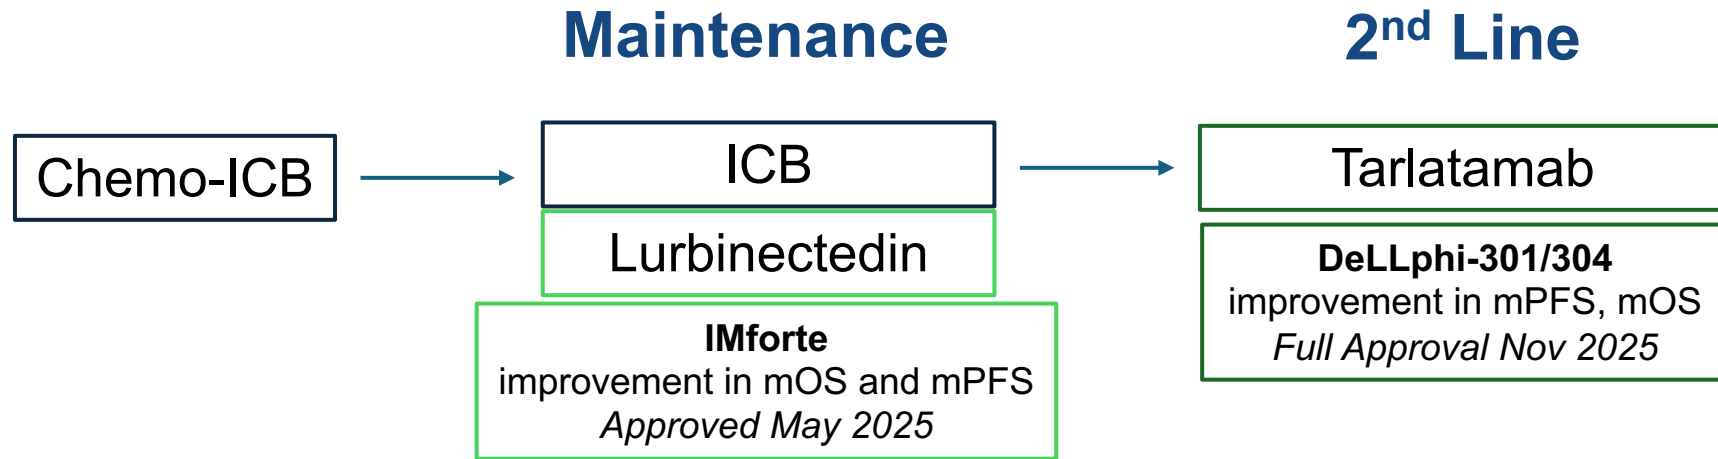 Maintenance
2nd Line
Chemo-ICB
ICB
Tarlatamab
Lurbinectedin
DeLLphi-301/304
improvement in mPFS, mOS
Full Approval Nov 2025
IMforte
improvement in mOS and mPFS
Approved May 2025